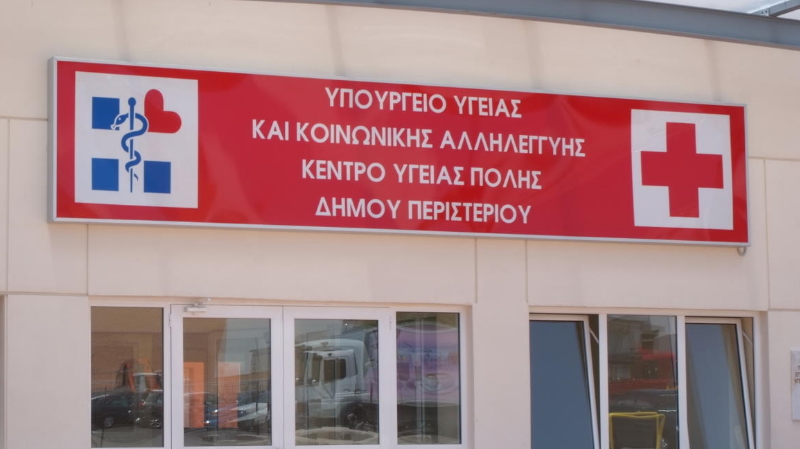 ΥΠΟΥΡΓΕΙΟ ΥΓΕΙΑΣ
ΚΑΙ ΚΟΙΝΩΝΙΚΗΣ ΑΛΛΗΛΕΓΓΥΗΣ
ΚΕΝΤΡΟ ΥΓΕΙΑΣ ΠΟΛΗΣ
ΔΗΜΟΥ ΠΕΡΙΣΤΕΡΙΟΥ